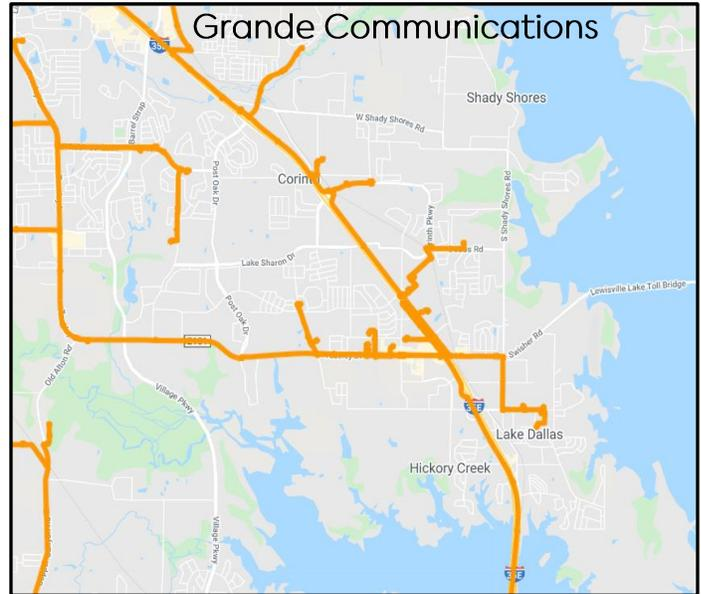 Grande Communications
35E
Shady Shores
W Shady Shores Rd
Barrel Strap
Post Oak Dr
S Shady Shores Rd
Lake Sharon Dr
Lewisville Lake Toll Bridge
Post Oak Dr
2181
Swisher Rd
Old Alton Rd
Village Pkwy
35E
Lake Dallas
Hickory Creek
Village Pkwy
35E